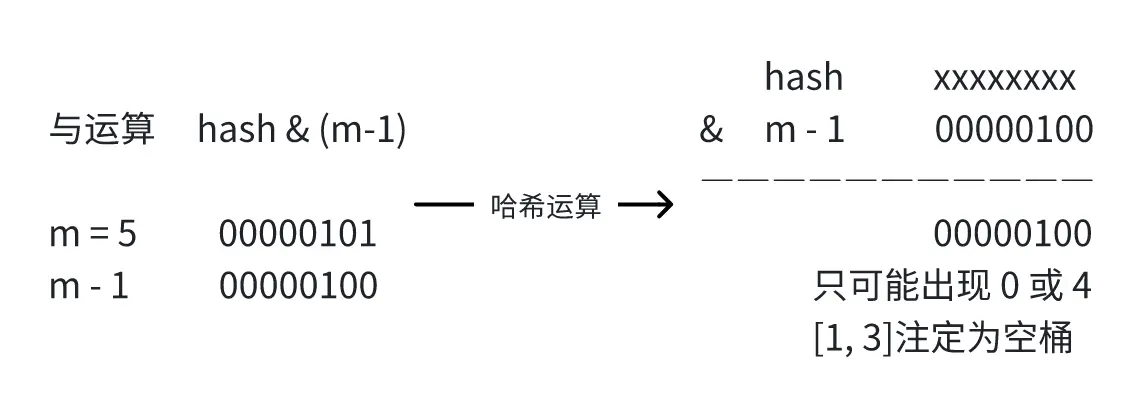 与运算 hash & (m-1)
m = 5 00000101
m - 1 00000100
哈希运算
hash xxxxxxxx
& m - 1 00000100
———————————
00000100
只可能出现 0 或 4
[1, 3]注定为空桶